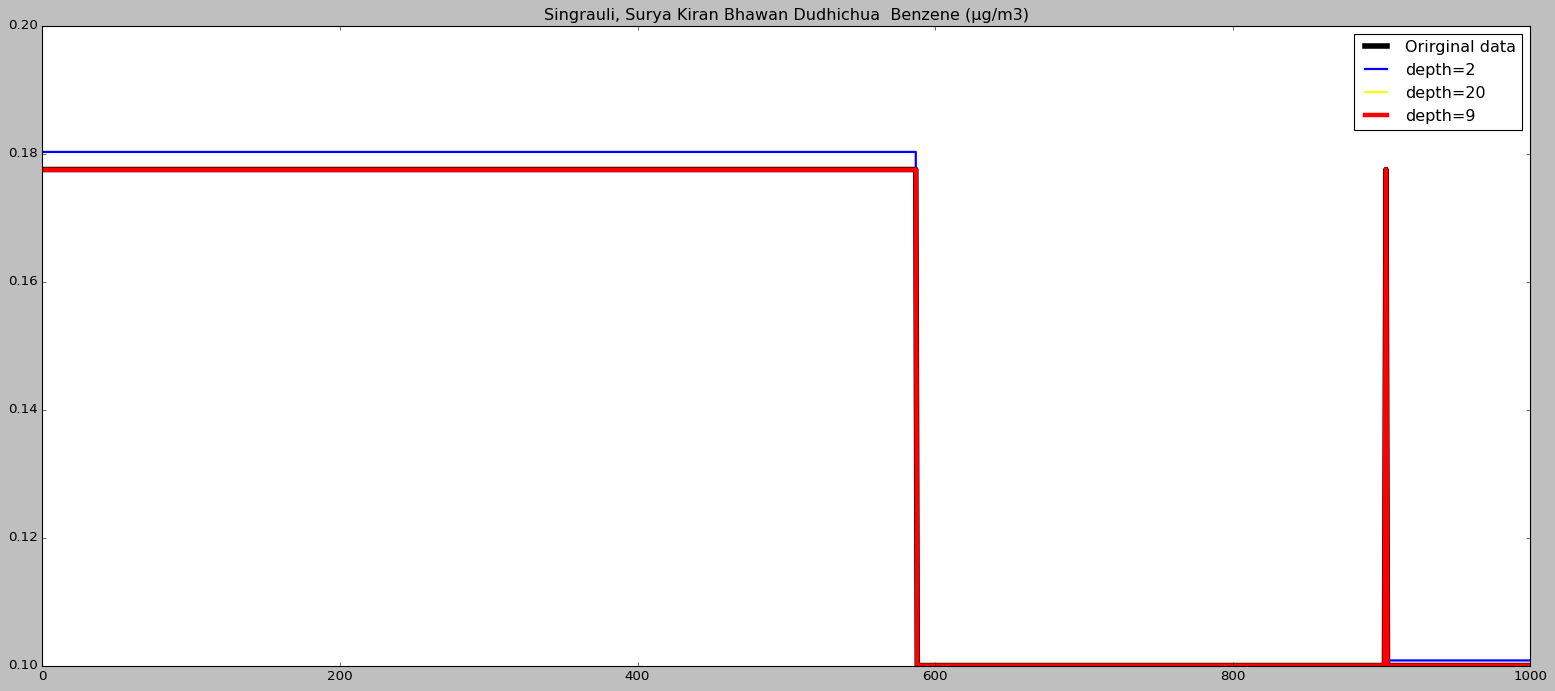 Singrauli, Surya Kiran Bhawan Dudhichua  Benzene (µg/m3)
0.20
0.18
0.16
0.14
0.12
0.10
0 200 400 600 800 1000
Orirginal data
depth=2
depth=20
depth=9